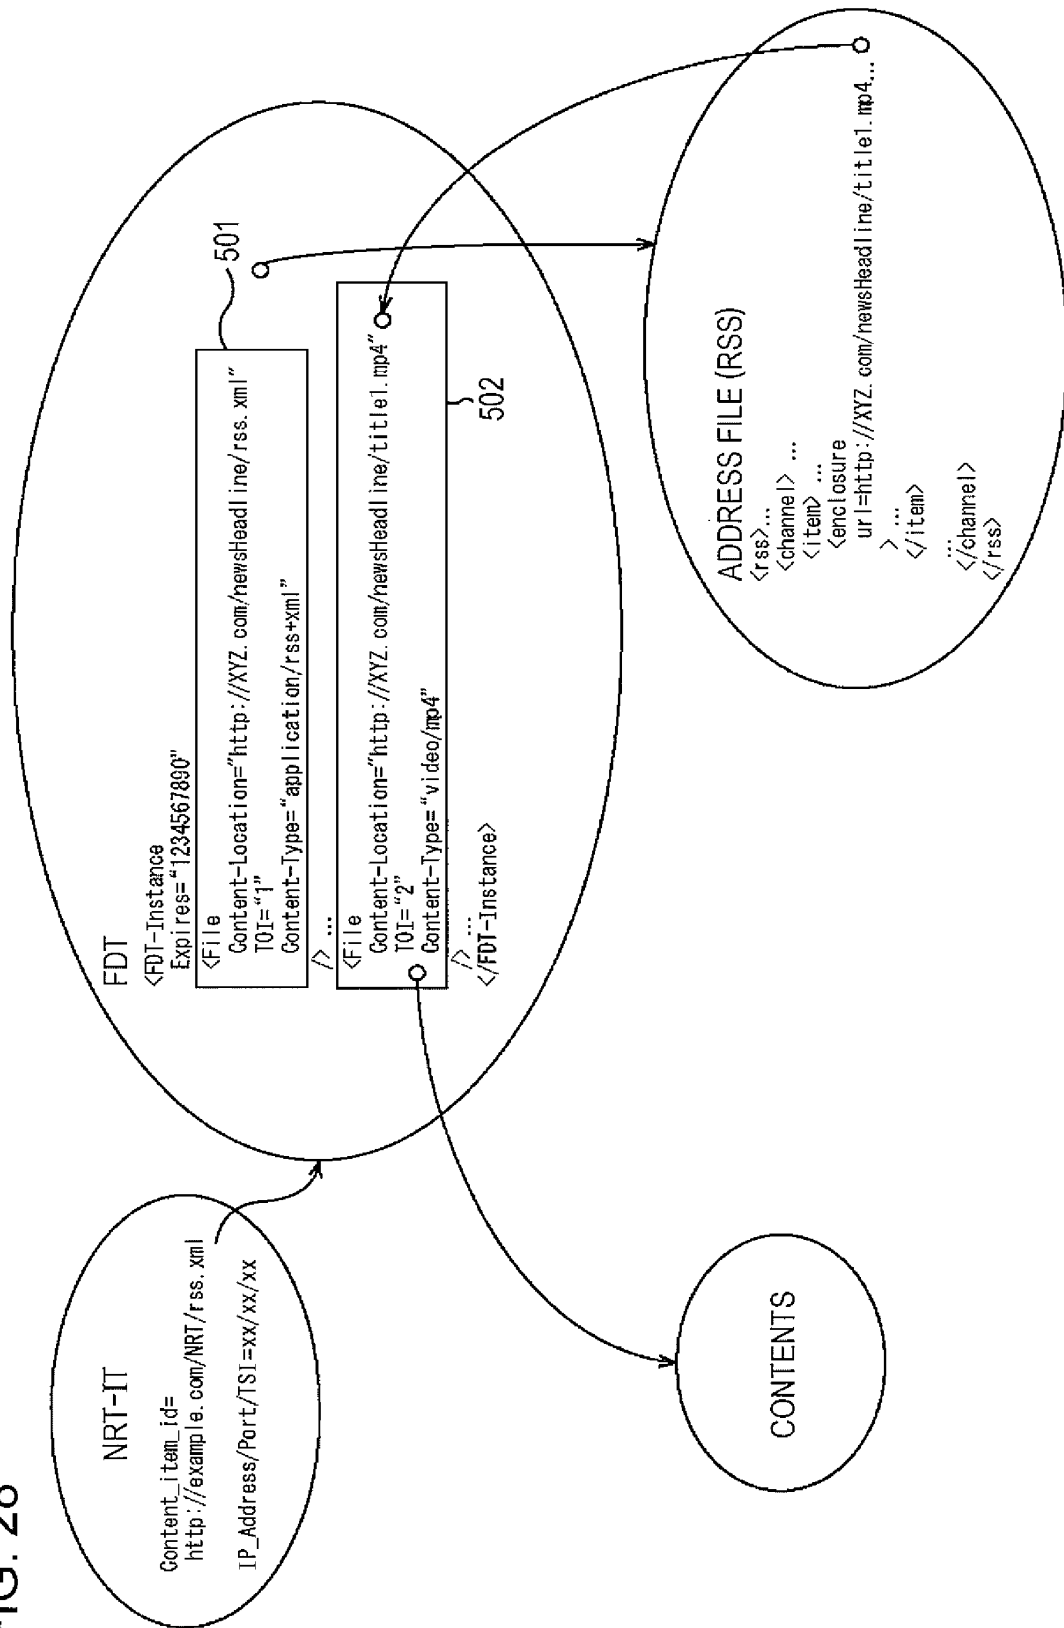 FIG. 28
NRT-IT
Content_item_id=
http://example.com/NRT/rss.xml
IP_Address/Port/TSI=xx/xx/xx
FDT
<FDT-Instance
Expires="1234567890"
<File
Content-Location="http://XYZ.com/newsHeadline/rss.xml"
TOI="1"
Content-Type="application/rss+xml"
/> ...
<File
Content-Location="http://XYZ.com/newsHeadline/title1.mp4"
TOI="2"
Content-Type="video/mp4"
/> ...
</FDT-Instance>
501
502
CONTENTS
ADDRESS FILE (RSS)
<rss>...
<channel> ...
<item> ...
<enclosure
url=http://XYZ.com/newsHeadline/title1.mp4...
> ...
</item>
...
</channel>
</rss>